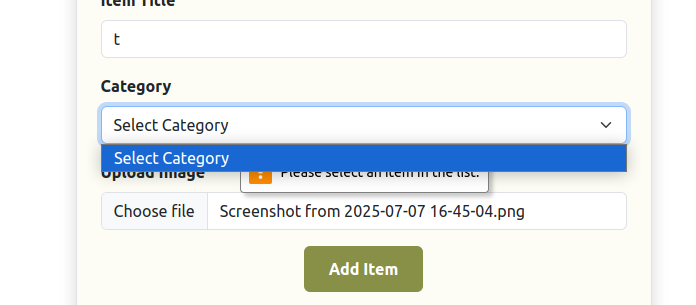 Item Title
t
Category
Select Category
Select Category
Upload Image
Please select an item in the list.
Choose file Screenshot from 2025-07-07 16-45-04.png
Add Item